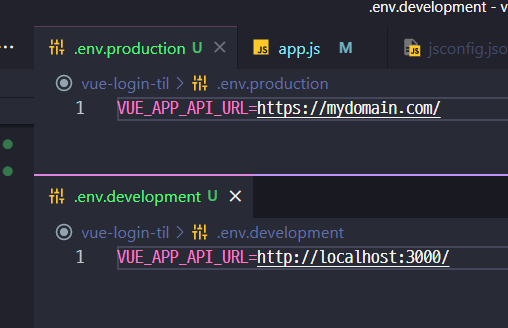 .env.development - v
.env.production U
JS app.js M
JS jsconfig.jso
vue-login-til > .env.production
1 VUE_APP_API_URL=https://mydomain.com/
.env.development U
vue-login-til > .env.development
1 VUE_APP_API_URL=http://localhost:3000/